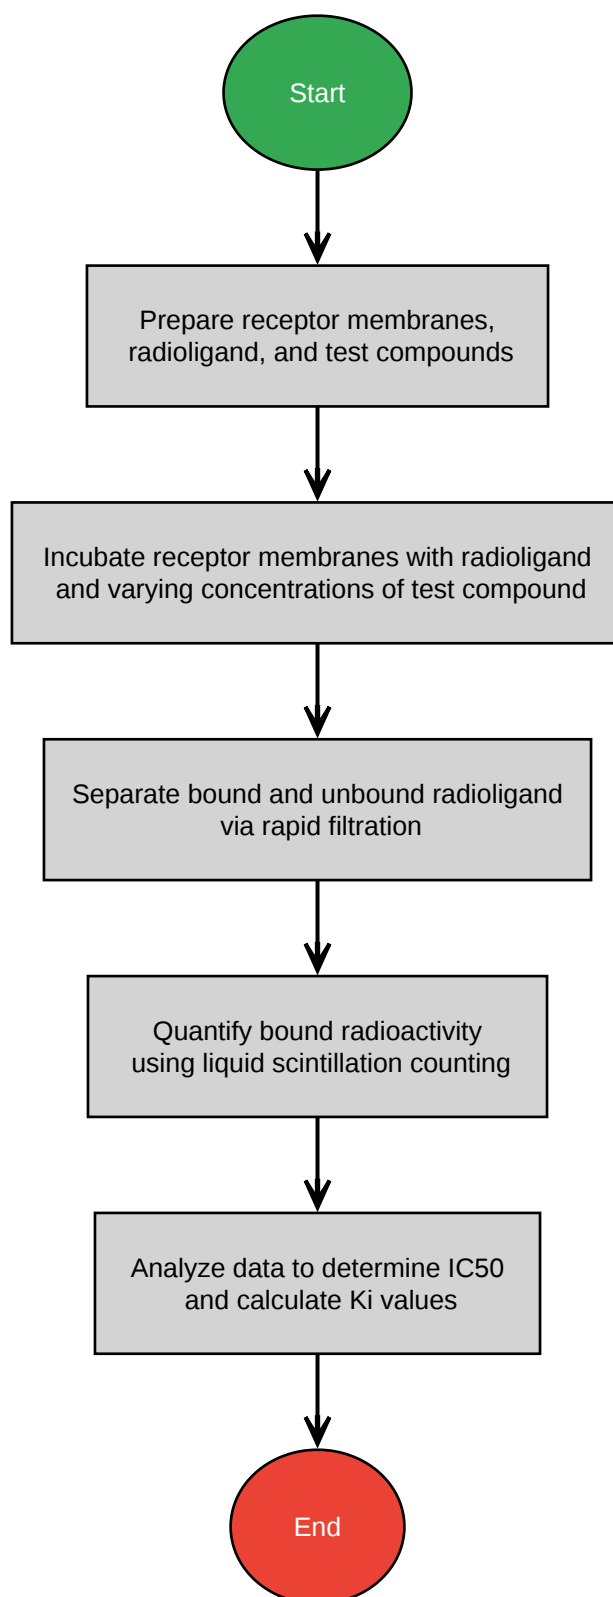 Start
Prepare receptor membranes,
radioligand, and test compounds
Incubate receptor membranes with radioligand
and varying concentrations of test compound
Separate bound and unbound radioligand
via rapid filtration
Quantify bound radioactivity
using liquid scintillation counting
Analyze data to determine IC50
and calculate Ki values
End